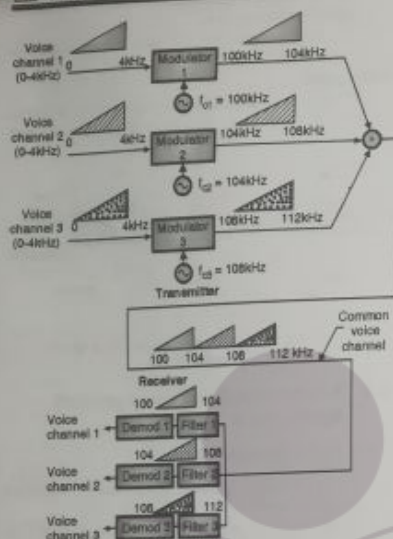 Voice
channel 1
(0-4kHz)
0
4kHz
Modulator
1
100kHz
104kHz
fc1 = 100kHz
Voice
channel 2
(0-4kHz)
0
4kHz
Modulator
2
104kHz
108kHz
fc2 = 104kHz
Voice
channel 3
(0-4kHz)
0
4kHz
Modulator
3
108kHz
112kHz
fc3 = 108kHz
Transmitter
+
Common
voice
channel
100 104 108 112 kHz
Receiver
100 104
Voice
channel 1
Demod 1
Filter 1
104 108
Voice
channel 2
Demod 2
Filter 2
108 112
Voice
channel 3
Demod 3
Filter 3